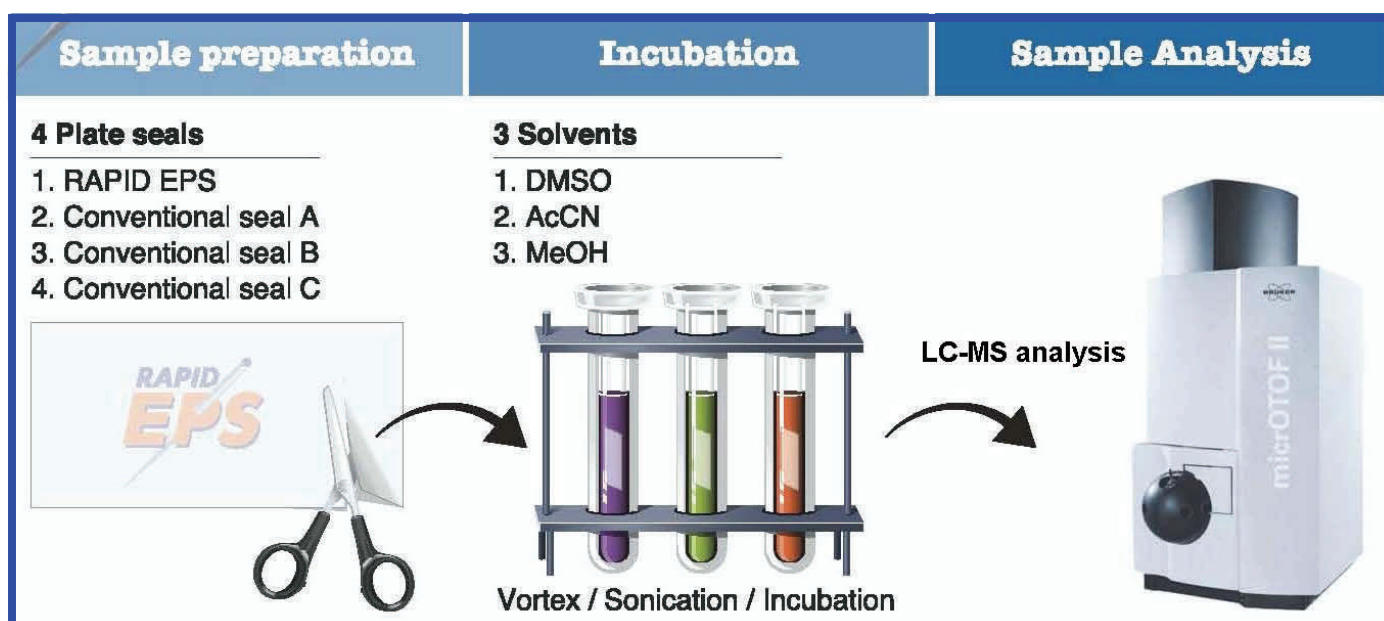 Sample preparation
Incubation
Sample Analysis
4 Plate seals
1. RAPID EPS
2. Conventional seal A
3. Conventional seal B
4. Conventional seal C
3 Solvents
1. DMSO
2. AcCN
3. MeOH
RAPID
EPS
Vortex / Sonication / Incubation
LC-MS analysis
BRUKER
micrOTOF II